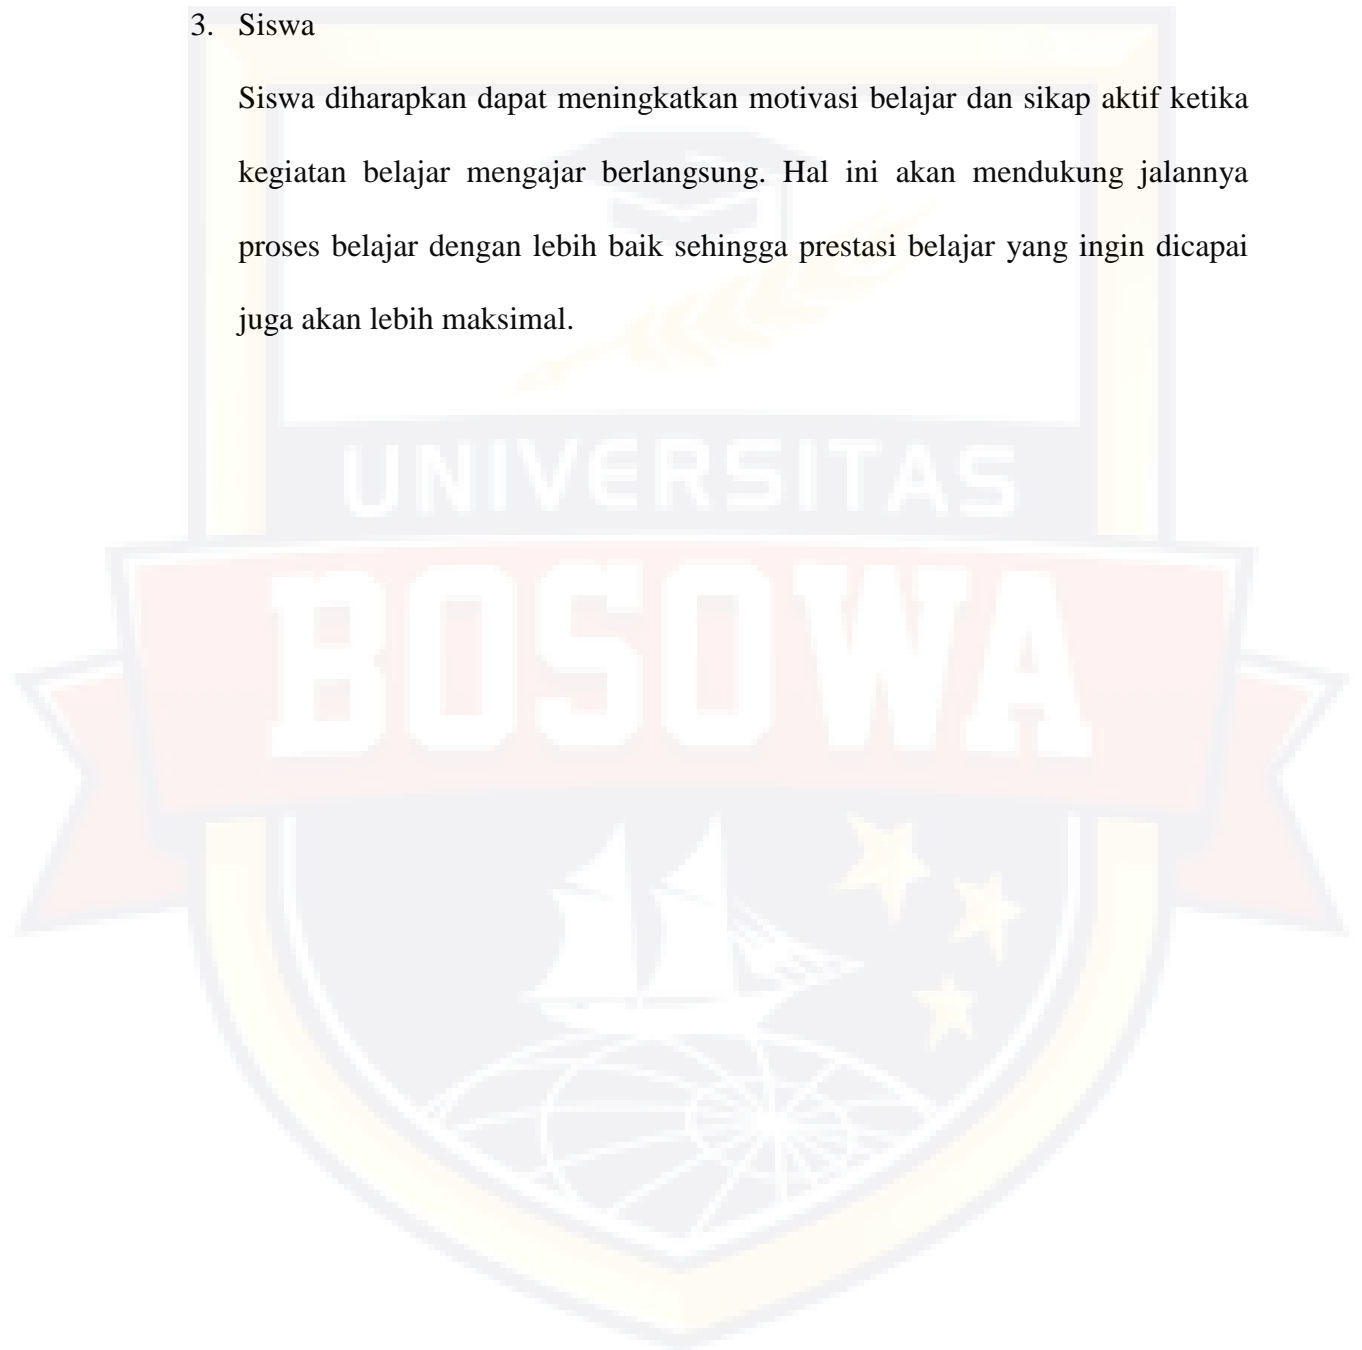 3. Siswa
Siswa diharapkan dapat meningkatkan motivasi belajar dan sikap aktif ketika
kegiatan belajar mengajar berlangsung. Hal ini akan mendukung jalannya
proses belajar dengan lebih baik sehingga prestasi belajar yang ingin dicapai
juga akan lebih maksimal.
UNIVERSITAS
BOSOWA